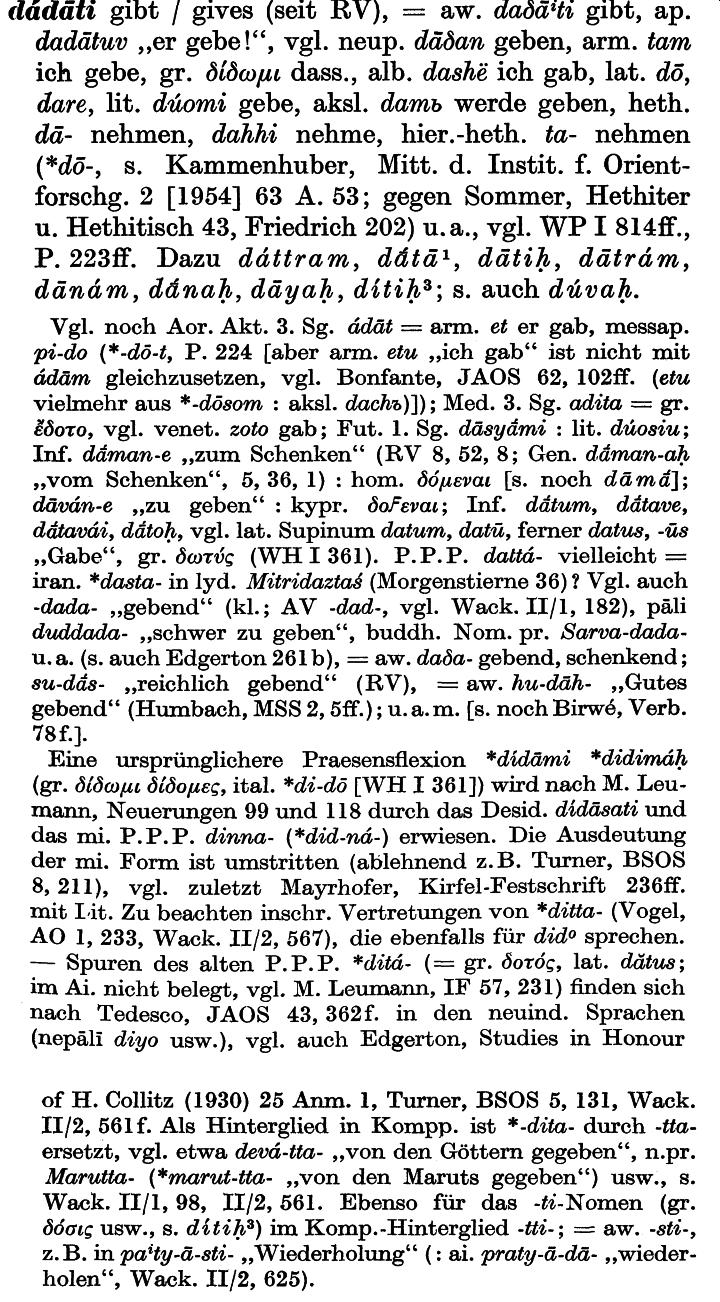 dádāti gibt / gives (seit RV), = aw. daδāⁱti gibt, ap.
dadātuv „er gebe!“, vgl. neup. dāδan geben, arm. tam
ich gebe, gr. δίδωμι dass., alb. dashë ich gab, lat. dō,
dare, lit. dúomi gebe, aksl. damь werde geben, heth.
dā- nehmen, dahhi nehme, hier.-heth. ta- nehmen
(*dō-, s. Kammenhuber, Mitt. d. Instit. f. Orient-
forschg. 2 [1954] 63 A. 53; gegen Sommer, Hethiter
u. Hethitisch 43, Friedrich 202) u. a., vgl. WP I 814ff.,
P. 223ff. Dazu dáttram, dā́tā¹, dātiḥ, dātrám,
dānám, dā́naḥ, dāyaḥ, dítiḥ³; s. auch dúvaḥ.
Vgl. noch Aor. Akt. 3. Sg. ádāt = arm. et er gab, messap.
pi-do (*-dō-t, P. 224 [aber arm. etu „ich gab“ ist nicht mit
ádām gleichzusetzen, vgl. Bonfante, JAOS 62, 102ff. (etu
vielmehr aus *-dōsom : aksl. dachъ)]); Med. 3. Sg. adita = gr.
ἔδοτο, vgl. venet. zoto gab; Fut. 1. Sg. dāsyā́mi : lit. dúosiu;
Inf. dā́man-e „zum Schenken“ (RV 8, 52, 8; Gen. dā́man-aḥ
„vom Schenken“, 5, 36, 1) : hom. δόμεναι [s. noch dāmā́];
dāván-e „zu geben“ : kypr. δοϝεναι; Inf. dā́tum, dā́tave,
dā́tavái, dā́toḥ, vgl. lat. Supinum datum, datū, ferner datus, -ūs
„Gabe“, gr. δωτύς (WH I 361). P.P.P. dattá- vielleicht =
iran. *dasta- in lyd. Mitridaztaś (Morgenstierne 36)? Vgl. auch
-dada- „gebend“ (kl.; AV -dad-, vgl. Wack. II/1, 182), pāli
duddada- „schwer zu geben“, buddh. Nom. pr. Sarva-dada-
u. a. (s. auch Edgerton 261 b), = aw. daδa- gebend, schenkend;
su-dā́s- „reichlich gebend“ (RV), = aw. hu-dāh- „Gutes
gebend“ (Humbach, MSS 2, 5ff.); u. a. m. [s. noch Birwé, Verb.
78f.].
Eine ursprünglichere Praesensflexion *dídāmi *didimáḥ
(gr. δίδωμι δίδομες, ital. *di-dō [WH I 361]) wird nach M. Leu-
mann, Neuerungen 99 und 118 durch das Desid. dídāsati und
das mi. P.P.P. dinna- (*did-ná-) erwiesen. Die Ausdeutung
der mi. Form ist umstritten (ablehnend z. B. Turner, BSOS
8, 211), vgl. zuletzt Mayrhofer, Kirfel-Festschrift 236ff.
mit Lit. Zu beachten inschr. Vertretungen von *ditta- (Vogel,
AO 1, 233, Wack. II/2, 567), die ebenfalls für did⁰ sprechen.
— Spuren des alten P.P.P. *ditá- (= gr. δοτός, lat. dătus;
im Ai. nicht belegt, vgl. M. Leumann, IF 57, 231) finden sich
nach Tedesco, JAOS 43, 362f. in den neuind. Sprachen
(nepālī diyo usw.), vgl. auch Edgerton, Studies in Honour
of H. Collitz (1930) 25 Anm. 1, Turner, BSOS 5, 131, Wack.
II/2, 561f. Als Hinterglied in Kompp. ist *-dita- durch -tta-
ersetzt, vgl. etwa devá-tta- „von den Göttern gegeben“, n.pr.
Marutta- (*marut-tta- „von den Maruts gegeben“) usw., s.
Wack. II/1, 98, II/2, 561. Ebenso für das -ti-Nomen (gr.
δόσις usw., s. dítiḥ³) im Komp.-Hinterglied -tti-; = aw. -sti-,
z. B. in paⁱty-ā-sti- „Wiederholung“ (: ai. praty-ā-dā- „wieder-
holen“, Wack. II/2, 625).